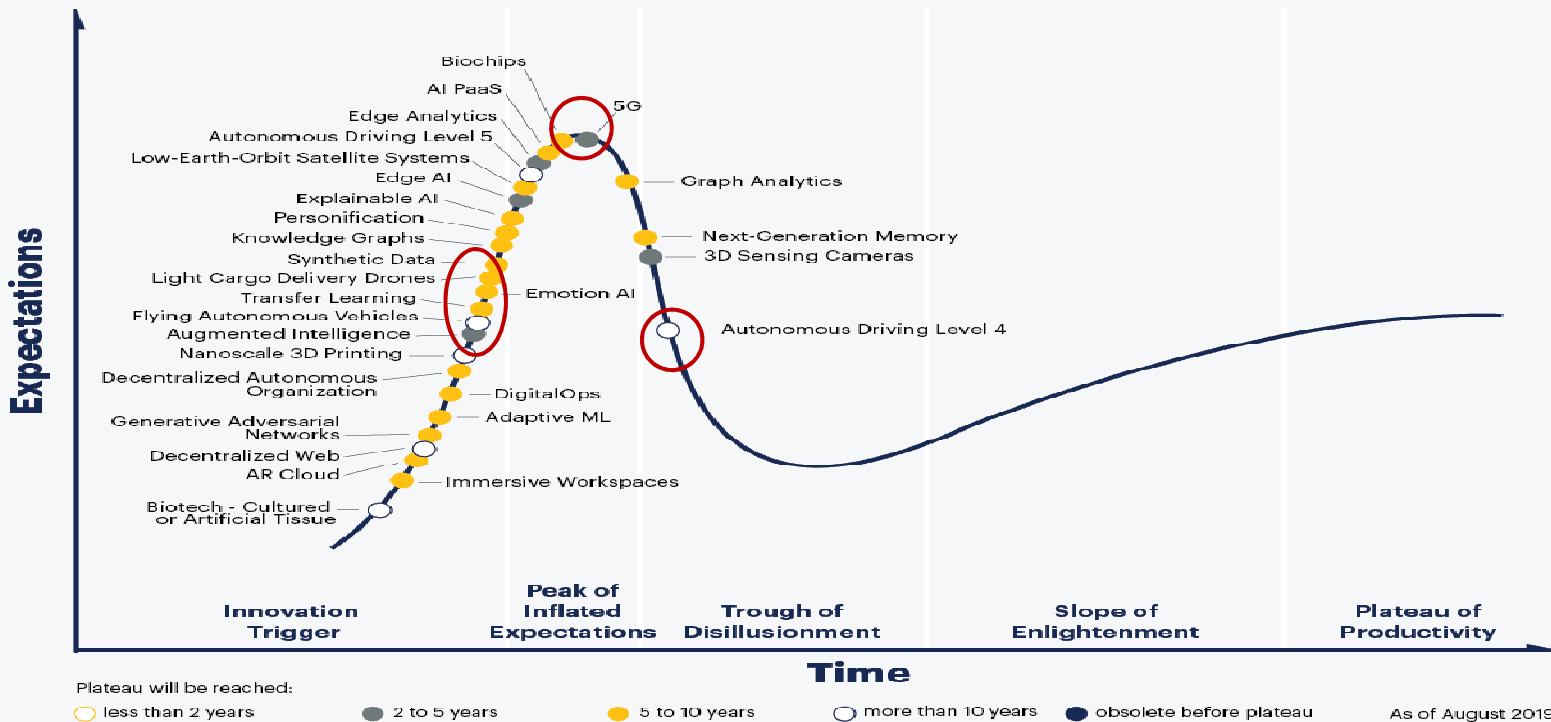 Biochips
AI PaaS
5G
Edge Analytics
Autonomous Driving Level 5
Low-Earth-Orbit Satellite Systems
Edge AI
Graph Analytics
Explainable AI
Personification
Knowledge Graphs
Next-Generation Memory
Synthetic Data
3D Sensing Cameras
Light Cargo Delivery Drones
Emotion AI
Transfer Learning
Flying Autonomous Vehicles
Augmented Intelligence
Autonomous Driving Level 4
Nanoscale 3D Printing
Decentralized Autonomous
Organization
DigitalOps
Adaptive ML
Generative Adversarial
Networks
Decentralized Web
AR Cloud
Immersive Workspaces
Biotech - Cultured
or Artificial Tissue
Expectations
Innovation
Trigger
Peak of
Inflated
Expectations
Trough of
Disillusionment
Slope of
Enlightenment
Plateau of
Productivity
Time
Plateau will be reached:
less than 2 years
2 to 5 years
5 to 10 years
more than 10 years
obsolete before plateau
As of August 2019